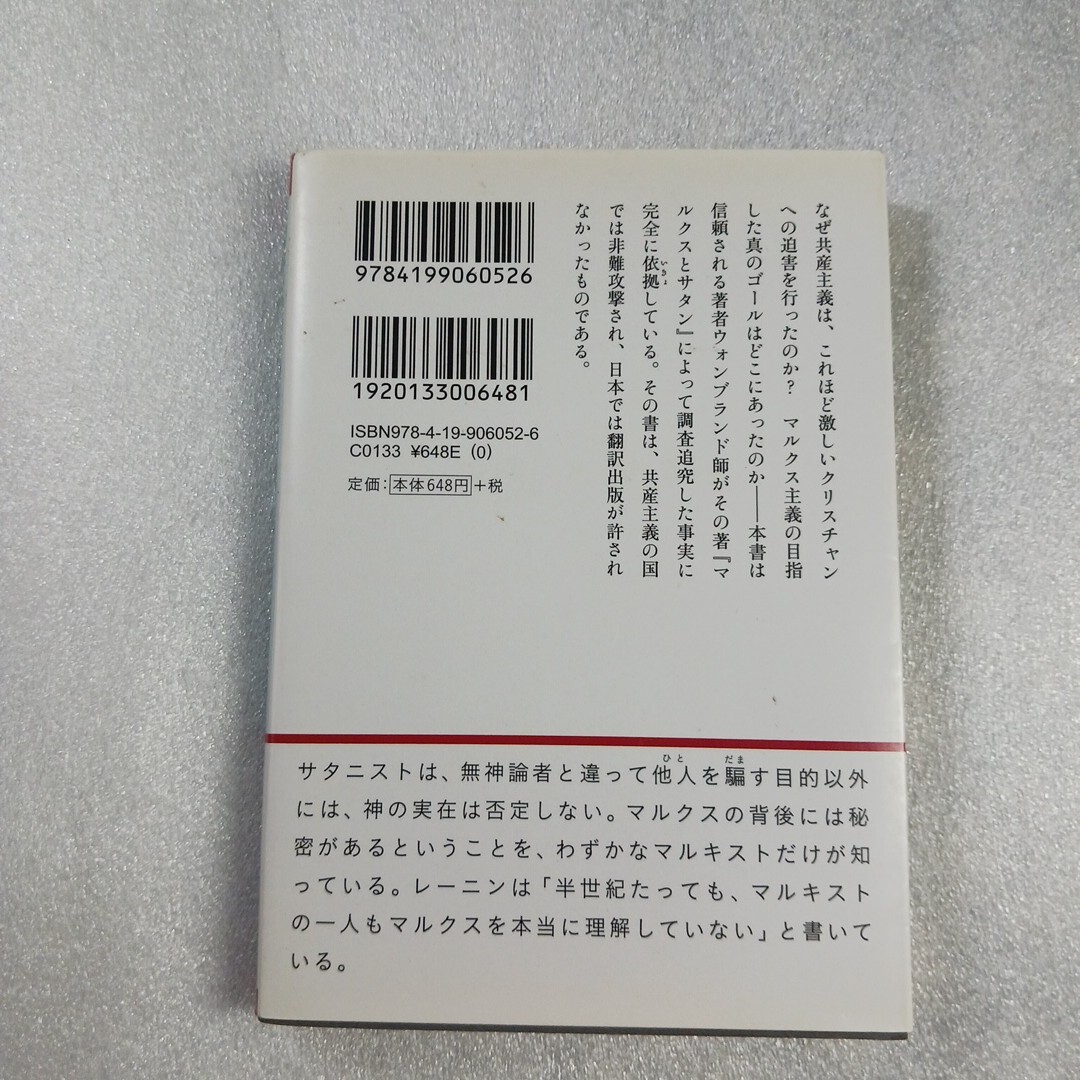 なぜ共産主義は、これほど激しいクリスチャン
への迫害を行ったのか? マルクス主義の目指
した真のゴールはどこにあったのか――本書は
信頼される著者ウォンブランド師がその著『マ
ルクスとサタン』によって調査追究した事実に
完全に依拠している。その書は、共産主義の国
いきょ
では非難攻撃され、日本では翻訳出版が許され
なかったものである。
9784199060526
1920133006481
ISBN978-4-19-906052-6
C0133 ¥648E (0)
定価:本体648円+税
ひと だま
サタニストは、無神論者と違って他人を騙す目的以外
には、神の実在は否定しない。マルクスの背後には秘
密があるということを、わずかなマルキストだけが知
っている。レーニンは「半世紀たっても、マルキスト
の一人もマルクスを本当に理解していない」と書いて
いる。